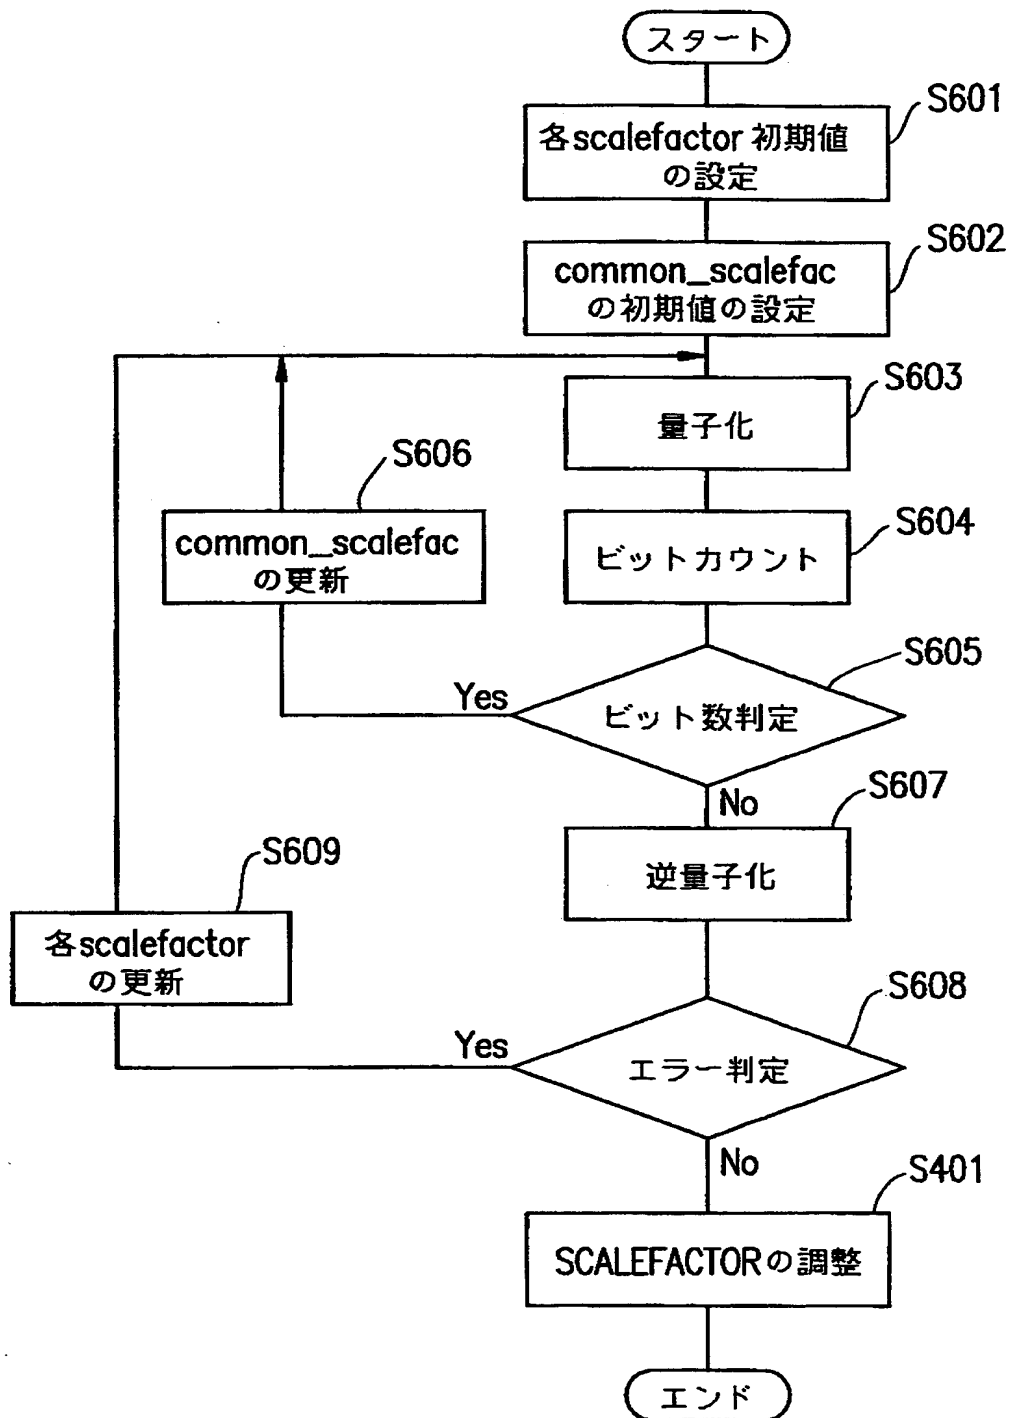 スタート
S601
各scalefactor 初期値
の設定
S602
common_scalefac
の初期値の設定
S603
量子化
S606
common_scalefac
の更新
S604
ビットカウント
S605
Yes
ビット数判定
No
S607
逆量子化
S609
各scalefactor
の更新
S608
Yes
エラー判定
No
S401
SCALEFACTORの調整
エンド